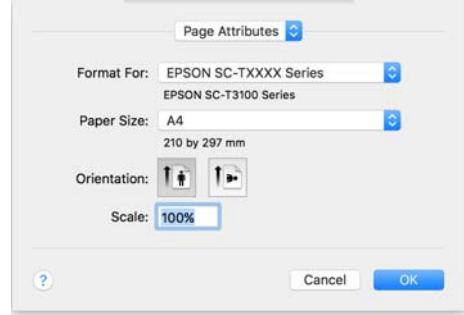 Page Attributes
Format For: EPSON SC-TXXXX Series
EPSON SC-T3100 Series
Paper Size: A4
210 by 297 mm
Orientation:
Scale: 100%
? Cancel OK